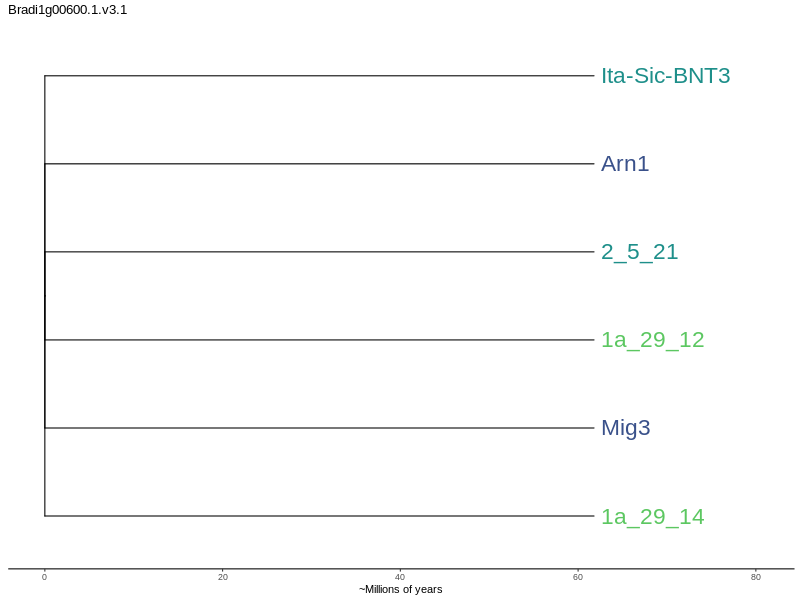 Bradi1g00600.1.v3.1
Ita-Sic-BNT3
Arn1
2_5_21
1a_29_12
Mig3
1a_29_14
0 20 40 60 80
~Millions of years